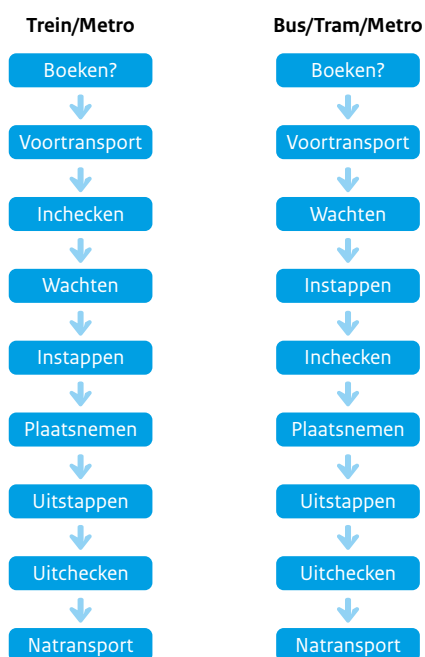 Trein/Metro
Boeken?
Voortransport
Inchecken
Wachten
Instappen
Plaatsnemen
Uitstappen
Uitchecken
Natransport
Bus/Tram/Metro
Boeken?
Voortransport
Wachten
Instappen
Inchecken
Plaatsnemen
Uitstappen
Uitchecken
Natransport